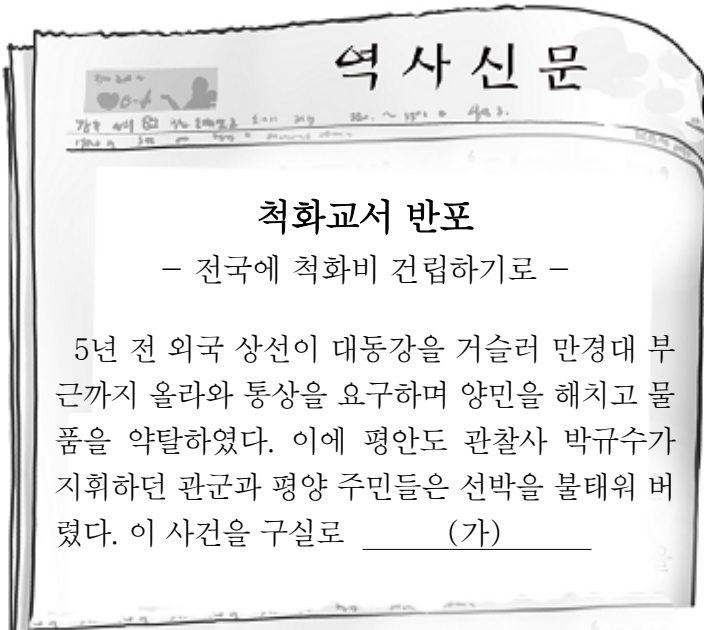 역사신문
척화교서 반포
- 전국에 척화비 건립하기로 -
5년 전 외국 상선이 대동강을 거슬러 만경대 부
근까지 올라와 통상을 요구하며 양민을 해치고 물
품을 약탈하였다. 이에 평안도 관찰사 박규수가
지휘하던 관군과 평양 주민들은 선박을 불태워 버
렸다. 이 사건을 구실로 (가)